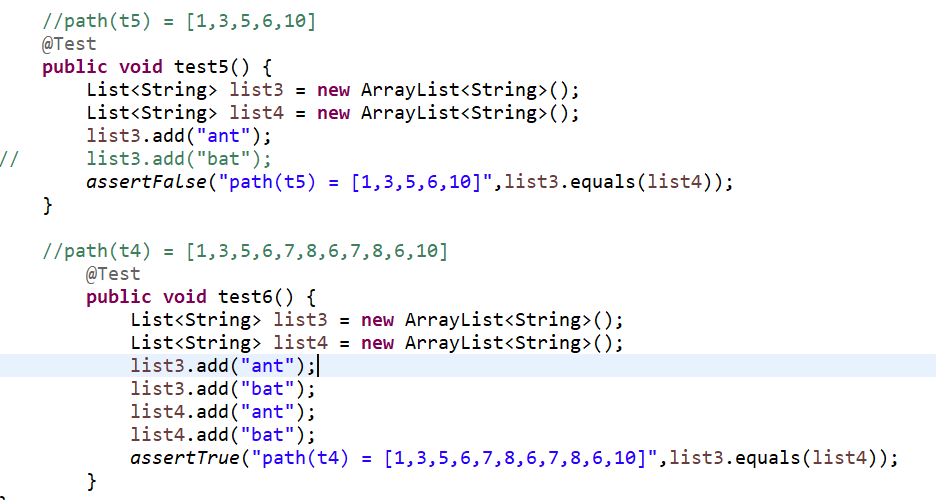 //path(t5) = [1,3,5,6,10]
@Test
public void test5() {
List<String> list3 = new ArrayList<String>();
List<String> list4 = new ArrayList<String>();
list3.add("ant");
// list3.add("bat");
assertFalse("path(t5) = [1,3,5,6,10]",list3.equals(list4));
}
//path(t4) = [1,3,5,6,7,8,6,7,8,6,10]
@Test
public void test6() {
List<String> list3 = new ArrayList<String>();
List<String> list4 = new ArrayList<String>();
list3.add("ant");
list3.add("bat");
list4.add("ant");
list4.add("bat");
assertTrue("path(t4) = [1,3,5,6,7,8,6,7,8,6,10]",list3.equals(list4));
}